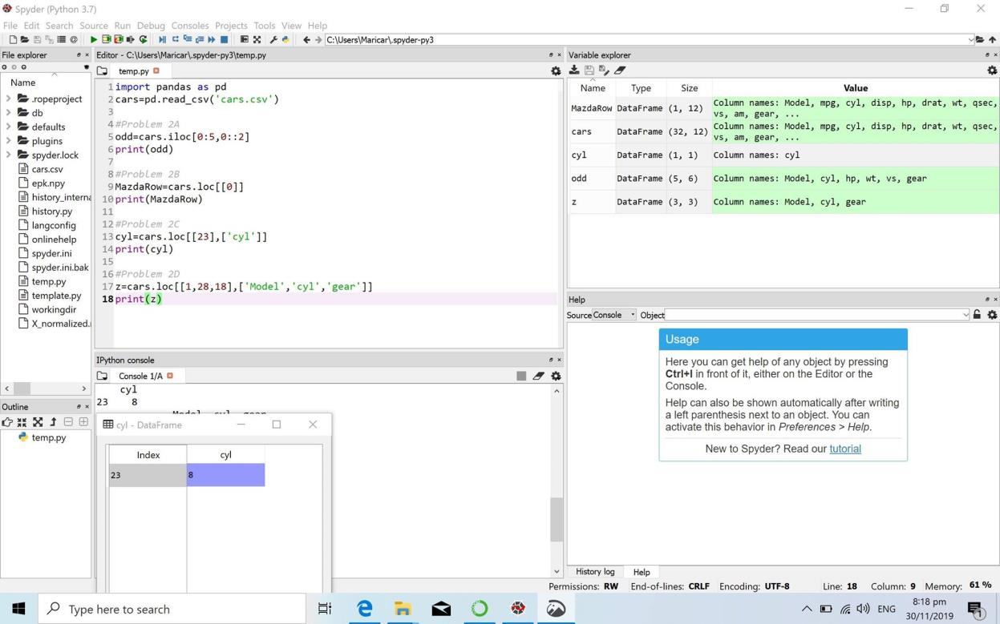 Spyder (Python 3.7)
File Edit Search Source Run Debug Consoles Projects Tools View Help
C:\Users\Maricar\.spyder-py3
File explorer
Name
.ropeproject
db
defaults
plugins
spyder.lock
cars.csv
epk.npy
history_interna
history.py
langconfig
onlinehelp
spyder.ini
spyder.ini.bak
temp.py
template.py
workingdir
X_normalized.
Outline
temp.py
Editor - C:\Users\Maricar\.spyder-py3\temp.py
temp.py
1 import pandas as pd
2 cars=pd.read_csv('cars.csv')
3
4 #Problem 2A
5 odd=cars.iloc[0:5,0::2]
6 print(odd)
7
8 #Problem 2B
9 MazdaRow=cars.loc[[0]]
10 print(MazdaRow)
11
12 #Problem 2C
13 cyl=cars.loc[[23],['cyl']]
14 print(cyl)
15
16 #Problem 2D
17 z=cars.loc[[1,28,18],['Model','cyl','gear']]
18 print(z)
IPython console
Console 1/A
cyl
23 8
Model cyl gear
cyl - DataFrame
Index cyl
23 8
Variable explorer
Name Type Size Value
MazdaRow DataFrame (1, 12) Column names: Model, mpg, cyl, disp, hp, drat, wt, qsec,
vs, am, gear, ...
cars DataFrame (32, 12) Column names: Model, mpg, cyl, disp, hp, drat, wt, qsec,
vs, am, gear, ...
cyl DataFrame (1, 1) Column names: cyl
odd DataFrame (5, 6) Column names: Model, cyl, hp, wt, vs, gear
z DataFrame (3, 3) Column names: Model, cyl, gear
Help
Source Console Object
Usage
Here you can get help of any object by pressing
Ctrl+I in front of it, either on the Editor or the
Console.
Help can also be shown automatically after writing
a left parenthesis next to an object. You can
activate this behavior in Preferences > Help.
New to Spyder? Read our tutorial
History log Help
Permissions: RW End-of-lines: CRLF Encoding: UTF-8 Line: 18 Column: 9 Memory: 61 %
Type here to search
ENG
8:18 pm
30/11/2019
1